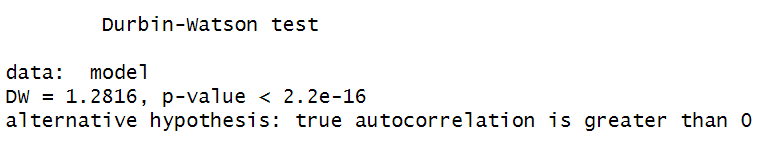 Durbin-Watson test
data:  model
DW = 1.2816, p-value < 2.2e-16
alternative hypothesis: true autocorrelation is greater than 0